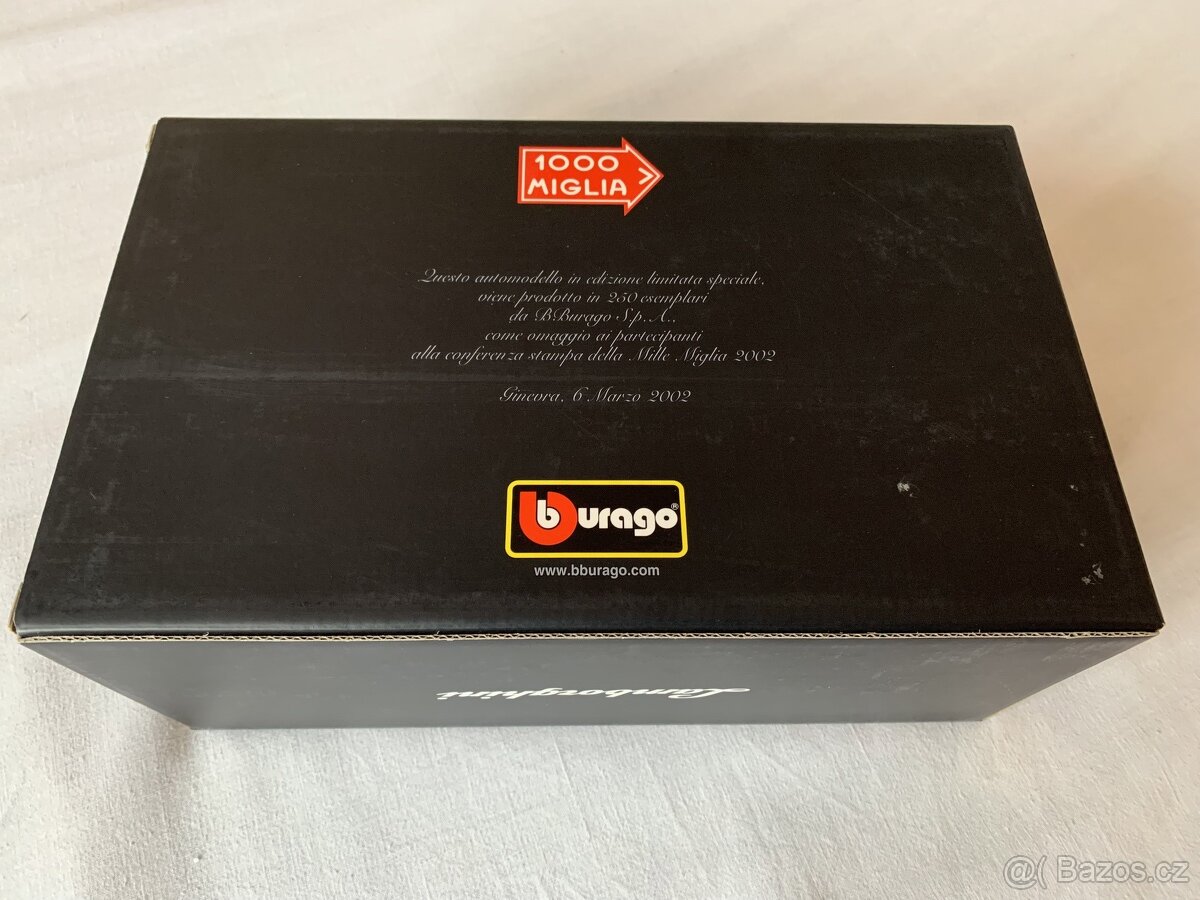 1000
MIGLIA
Questo automodello in edizione limitata speciale,
viene prodotto in 250 esemplari
da BBurago S.p.A.,
come omaggio ai partecipanti
alla conferenza stampa della Mille Miglia 2002
Ginevra, 6 Marzo 2002
bburago®
www.bburago.com
Lamborghini
@( Bazos.cz